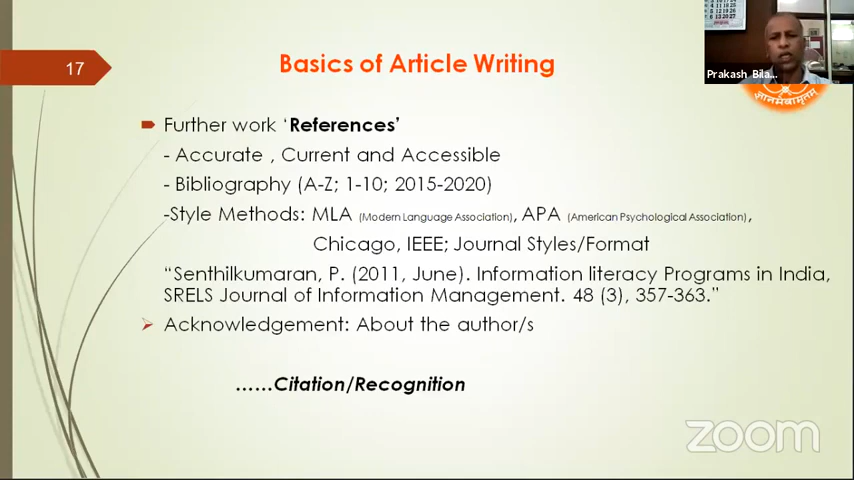 17
Basics of Article Writing
Prakash Bila...
ज्ञानमेवामृतम्
Further work ‘References’
- Accurate , Current and Accessible
- Bibliography (A-Z; 1-10; 2015-2020)
-Style Methods: MLA (Modern Language Association), APA (American Psychological Association),
Chicago, IEEE; Journal Styles/Format
“Senthilkumaran, P. (2011, June). Information literacy Programs in India,
SRELS Journal of Information Management. 48 (3), 357-363.”
Acknowledgement: About the author/s
……Citation/Recognition
zoom